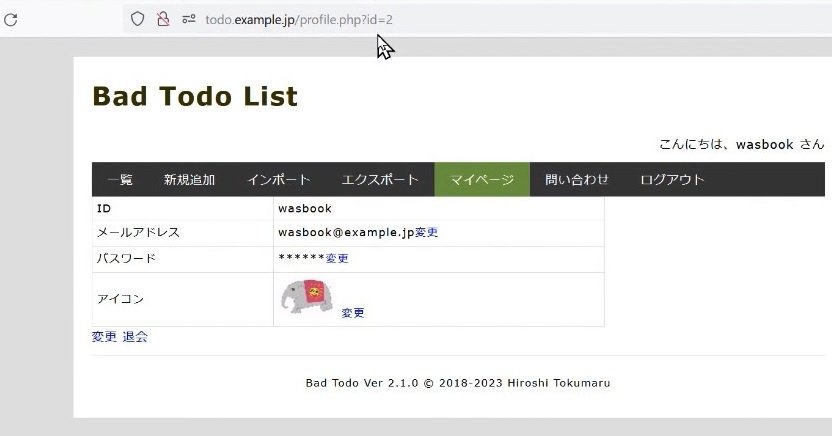 todo.example.jp/profile.php?id=2
Bad Todo List
こんにちは、wasbook さん
一覧 新規追加 インポート エクスポート マイページ 問い合わせ ログアウト
ID wasbook
メールアドレス wasbook@example.jp変更
パスワード ******変更
アイコン 変更
変更 退会
Bad Todo Ver 2.1.0 © 2018-2023 Hiroshi Tokumaru